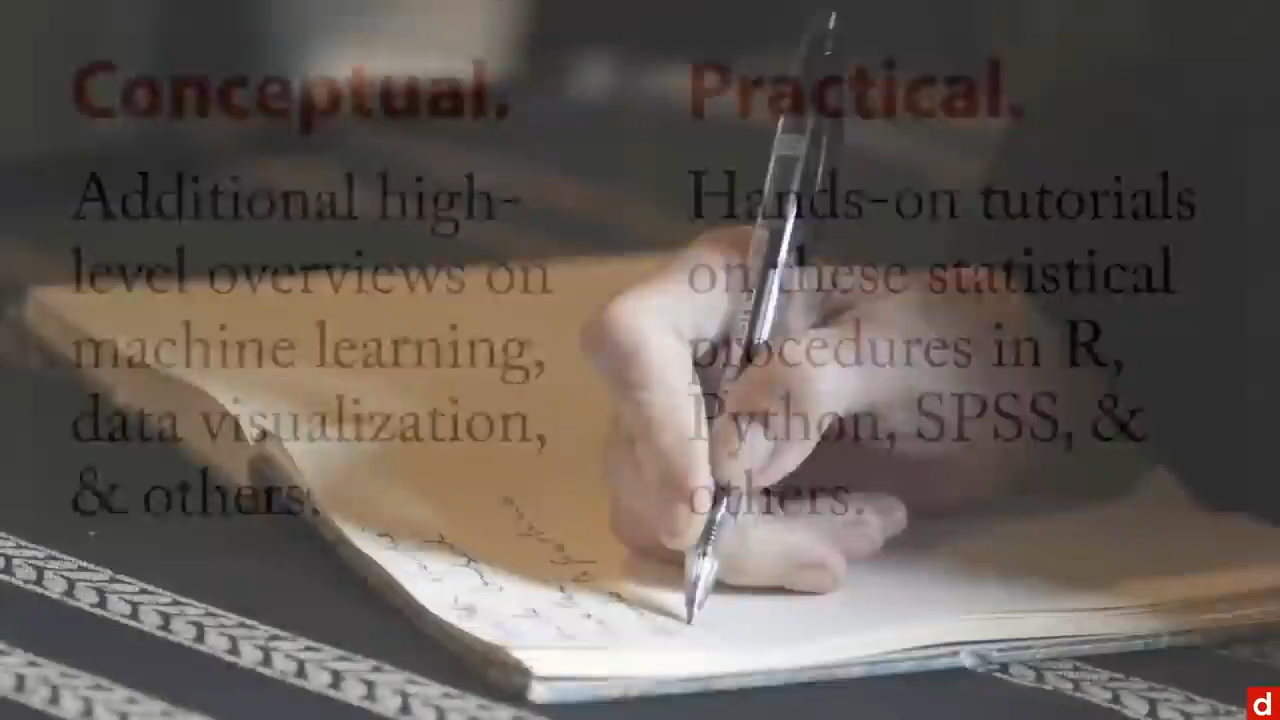 Conceptual.
Additional high-
level overviews on
machine learning,
data visualization,
& others.
Practical.
Hands-on tutorials
on these statistical
procedures in R,
Python, SPSS, &
others.
d